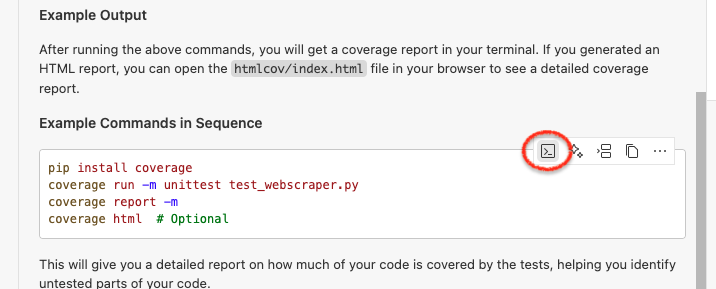 Example Output
After running the above commands, you will get a coverage report in your terminal. If you generated an
HTML report, you can open the htmlcov/index.html file in your browser to see a detailed coverage
report.
Example Commands in Sequence
pip install coverage
coverage run -m unittest test_webscraper.py
coverage report -m
coverage html  # Optional
This will give you a detailed report on how much of your code is covered by the tests, helping you identify
untested parts of your code.